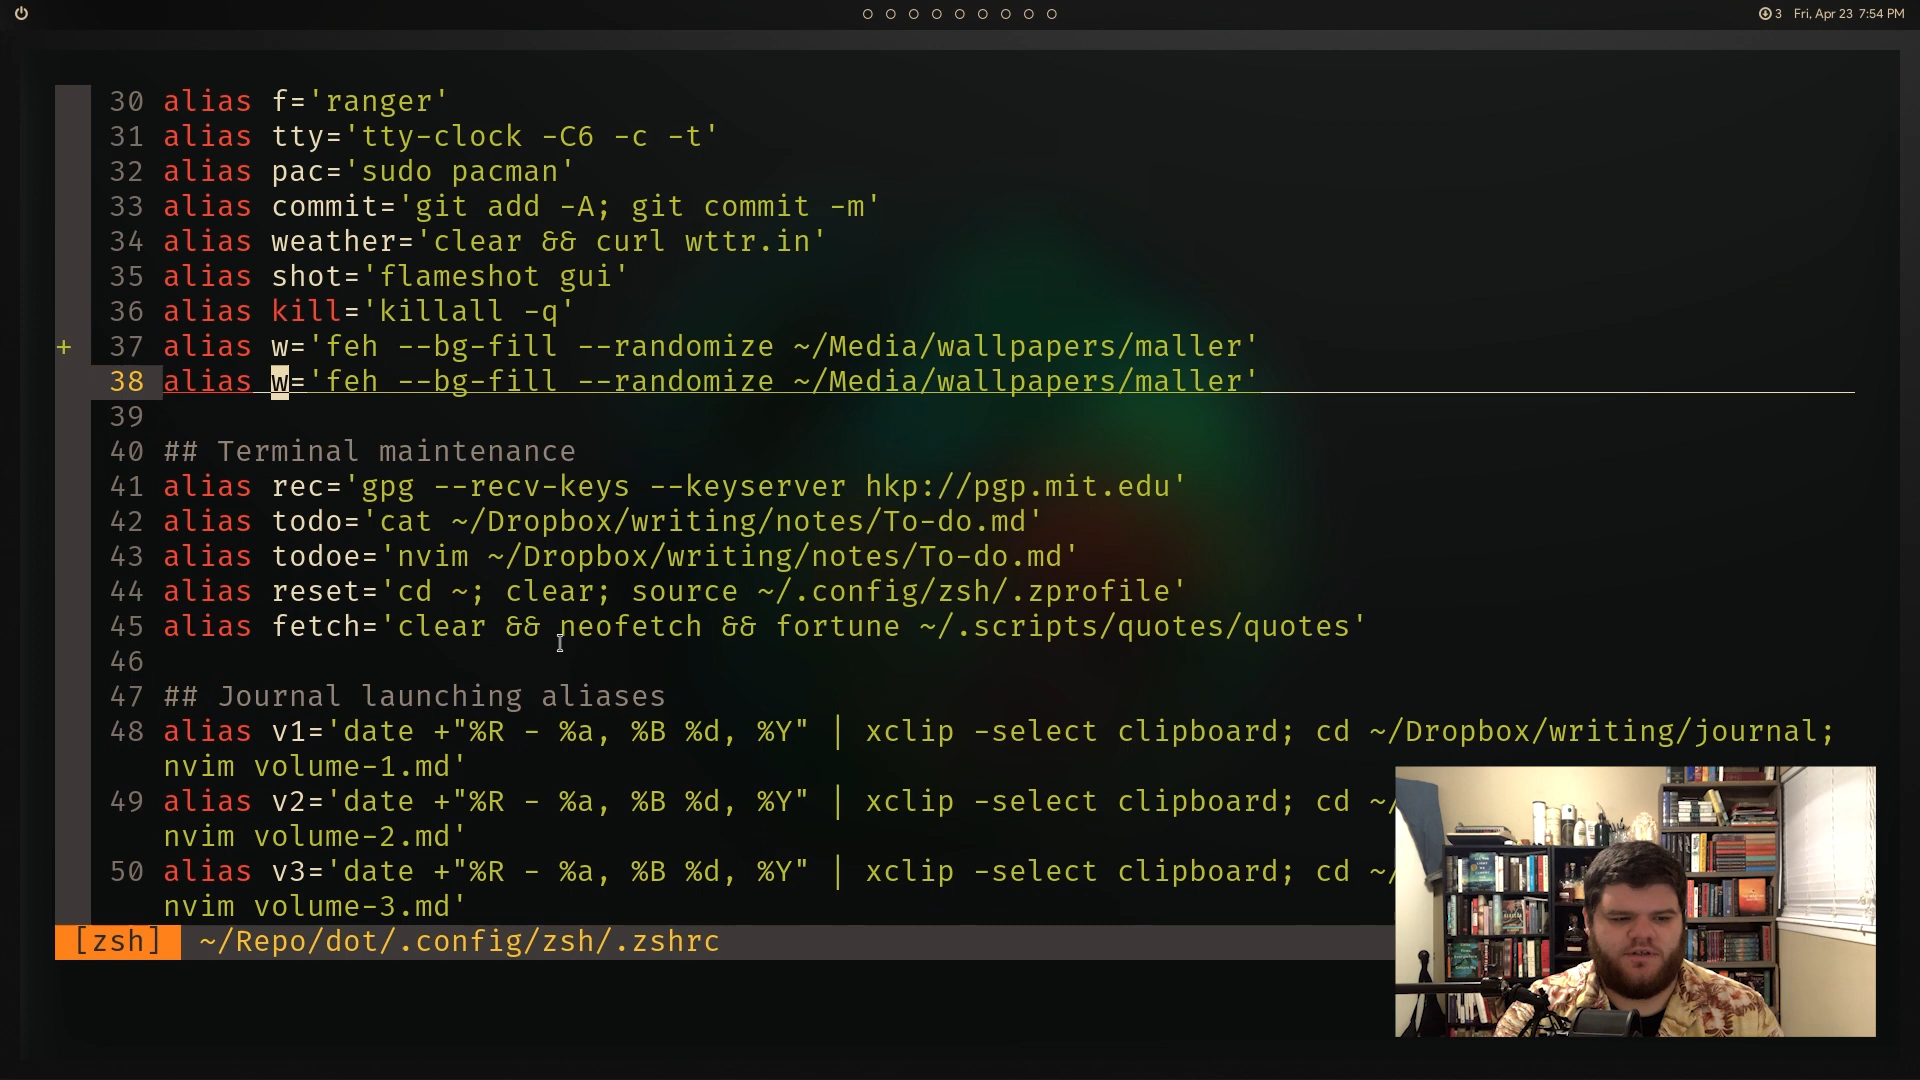 3 Fri, Apr 23 7:54 PM
30 alias f='ranger'
31 alias tty='tty-clock -C6 -c -t'
32 alias pac='sudo pacman'
33 alias commit='git add -A; git commit -m'
34 alias weather='clear && curl wttr.in'
35 alias shot='flameshot gui'
36 alias kill='killall -q'
+ 37 alias w='feh --bg-fill --randomize ~/Media/wallpapers/maller'
38 alias w='feh --bg-fill --randomize ~/Media/wallpapers/maller'
39
40 ## Terminal maintenance
41 alias rec='gpg --recv-keys --keyserver hkp://pgp.mit.edu'
42 alias todo='cat ~/Dropbox/writing/notes/To-do.md'
43 alias todoe='nvim ~/Dropbox/writing/notes/To-do.md'
44 alias reset='cd ~; clear; source ~/.config/zsh/.zprofile'
45 alias fetch='clear && neofetch && fortune ~/.scripts/quotes/quotes'
46
47 ## Journal launching aliases
48 alias v1='date +"%R - %a, %B %d, %Y" | xclip -select clipboard; cd ~/Dropbox/writing/journal;
nvim volume-1.md'
49 alias v2='date +"%R - %a, %B %d, %Y" | xclip -select clipboard; cd ~/
nvim volume-2.md'
50 alias v3='date +"%R - %a, %B %d, %Y" | xclip -select clipboard; cd ~/
nvim volume-3.md'
[zsh] ~/Repo/dot/.config/zsh/.zshrc